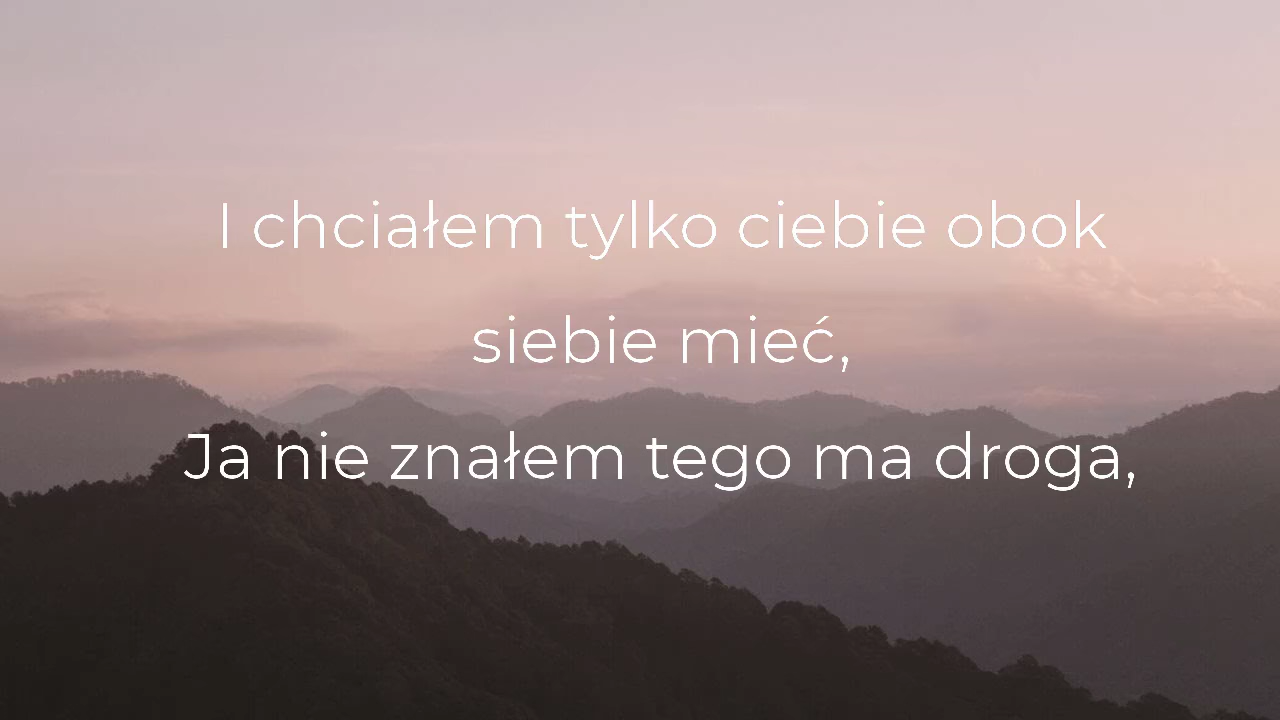 I chciałem tylko ciebie obok
siebie mieć,
Ja nie znałem tego ma droga,